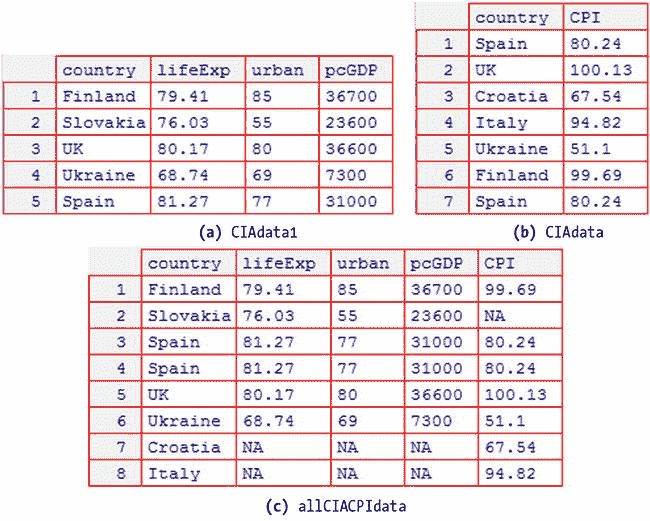 country lifeExp urban pcGDP
1 Finland 79.41 85 36700
2 Slovakia 76.03 55 23600
3 UK 80.17 80 36600
4 Ukraine 68.74 69 7300
5 Spain 81.27 77 31000
(a) CIAdata1
country CPI
1 Spain 80.24
2 UK 100.13
3 Croatia 67.54
4 Italy 94.82
5 Ukraine 51.1
6 Finland 99.69
7 Spain 80.24
(b) CIAdata
country lifeExp urban pcGDP CPI
1 Finland 79.41 85 36700 99.69
2 Slovakia 76.03 55 23600 NA
3 Spain 81.27 77 31000 80.24
4 Spain 81.27 77 31000 80.24
5 UK 80.17 80 36600 100.13
6 Ukraine 68.74 69 7300 51.1
7 Croatia NA NA NA 67.54
8 Italy NA NA NA 94.82
(c) allCIACPIdata